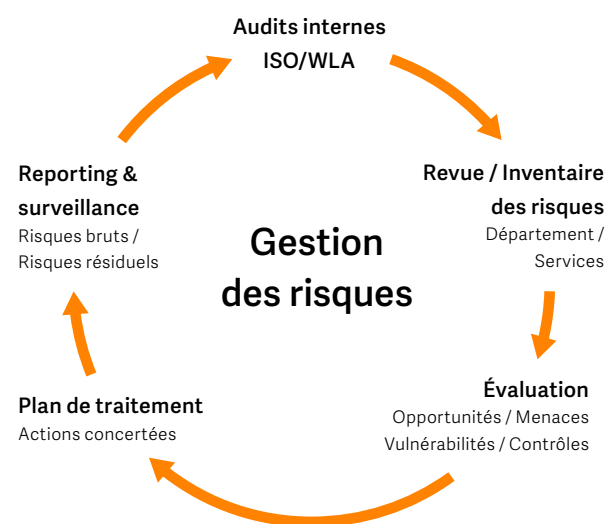 Audits internes
ISO/WLA
Revue / Inventaire
des risques
Département /
Services
Évaluation
Opportunités / Menaces
Vulnérabilités / Contrôles
Plan de traitement
Actions concertées
Reporting &
surveillance
Risques bruts /
Risques résiduels
Gestion
des risques